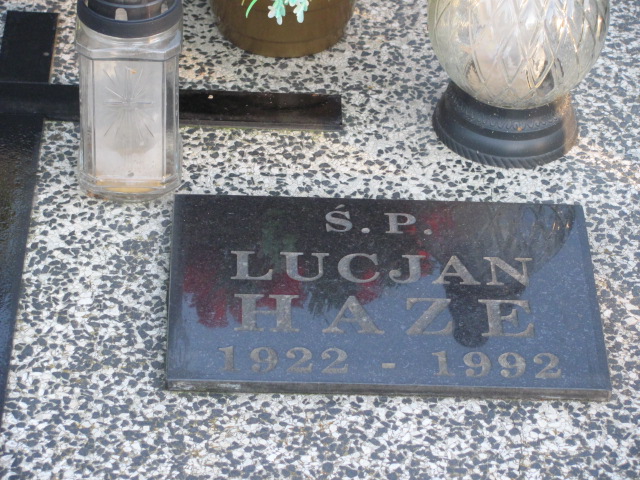 Ś.P.
LUCJAN
HAZE
1922 - 1992